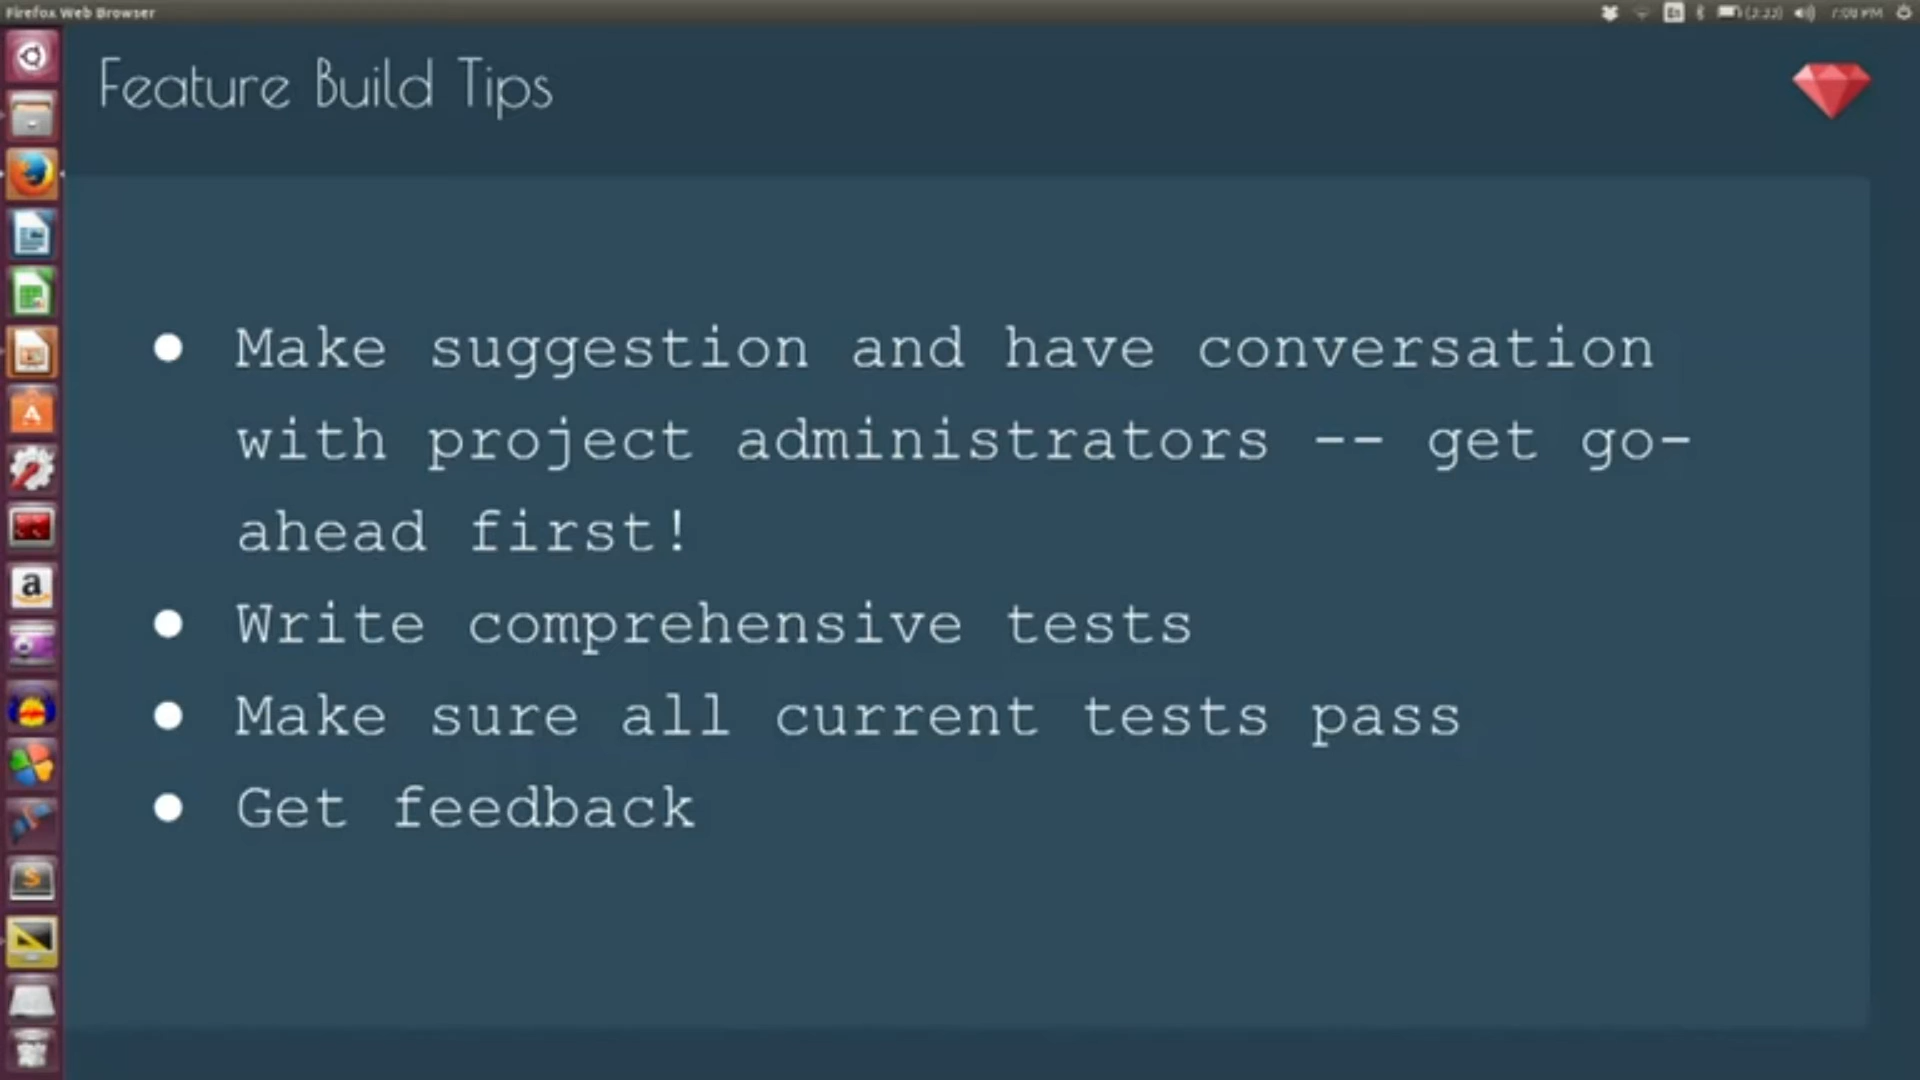 Firefox Web Browser
Feature Build Tips
● Make suggestion and have conversation
with project administrators -- get go-
ahead first!
● Write comprehensive tests
● Make sure all current tests pass
● Get feedback